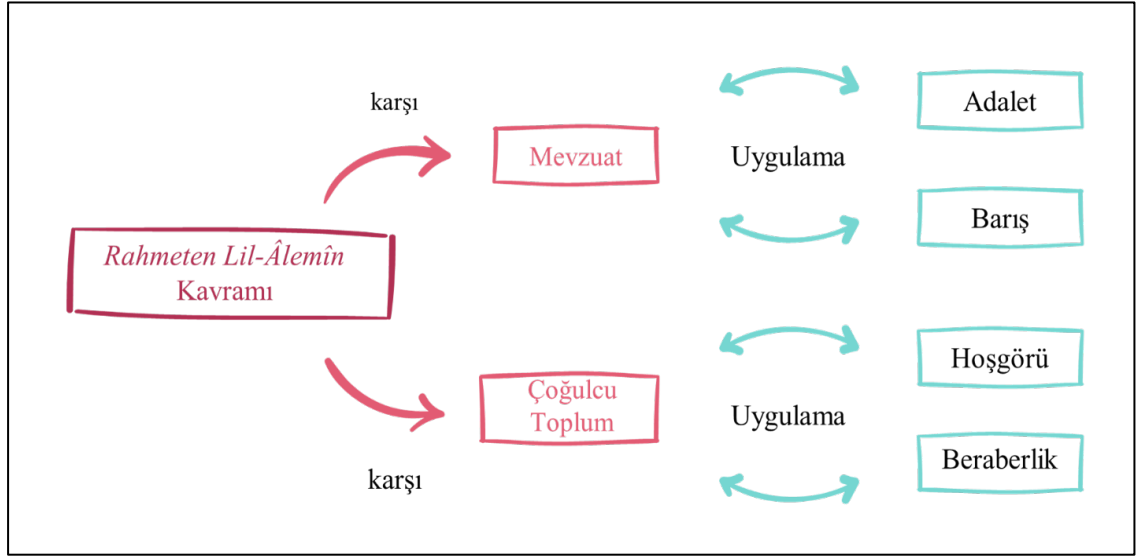 karşı
Mevzuat
Uygulama
Adalet
Barış
Rahmeten Lil-Âlemîn
Kavramı
karşı
Çoğulcu
Toplum
Uygulama
Hoşgörü
Beraberlik